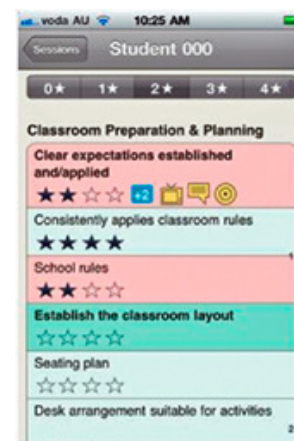 voda AU 10:25 AM
Sessions Student 000
0★ 1★ 2★ 3★ 4★
Classroom Preparation & Planning
Clear expectations established
and/applied
★★☆☆ +2
Consistently applies classroom rules
★★★★
1
School rules
★★☆☆
Establish the classroom layout
☆☆☆☆
Seating plan
☆☆☆☆
Desk arrangement suitable for activities
2